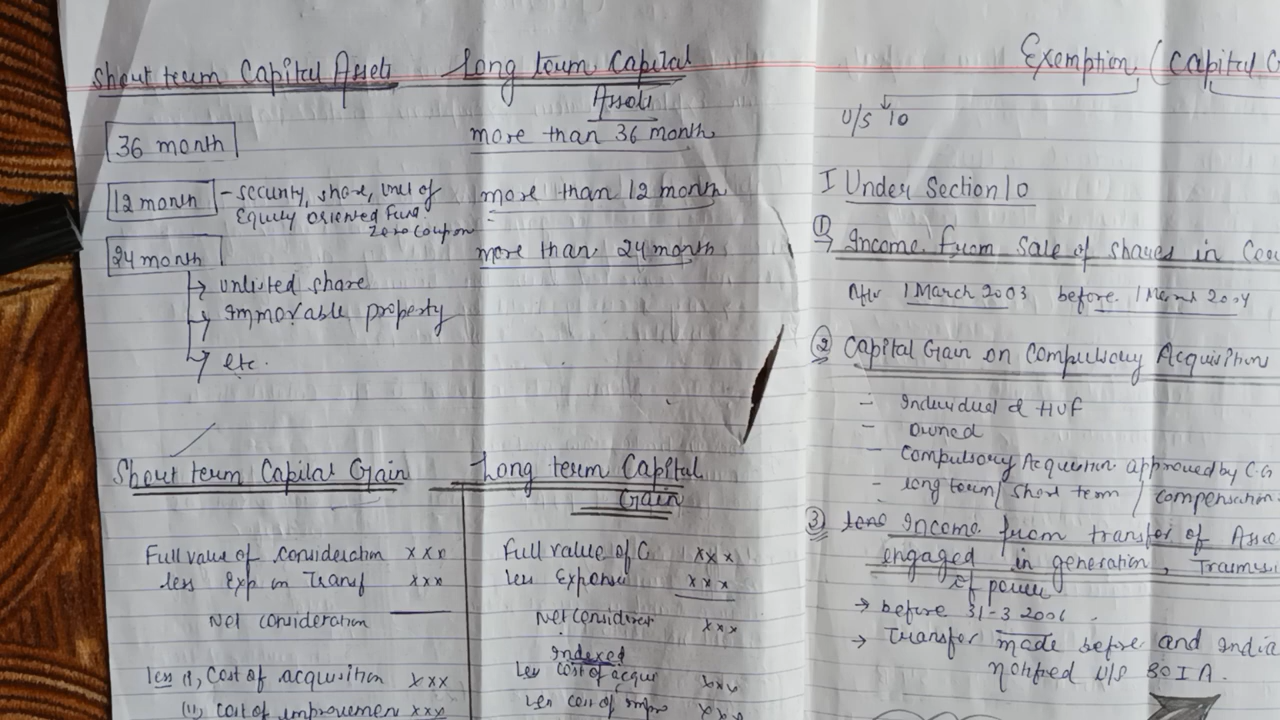 Short term Capital Assets
Long term Capital
Assets
36 month
more than 36 month
12 month - security, share, unit of
Equity oriented Fund
Zero coupon
more than 12 month
24 month
more than 24 month
→ unlisted share
→ immovable property
→ etc.
Short term Capital Gain
Full value of consideration xxx
less Exp in Transf xxx
Net consideration
less (i) Cost of acquisition xxx
(ii) cost of improvemen xxx
Long term Capital
Gain
Full value of C xxx
less Expense xxx
Net Considerat xxx
indexed
Less cost of acqui xxx
Less cost of impro xxx
Exemption (Capital G
U/S 10
I Under Section 10
① Income from Sale of shares in
After 1 March 2003 before 1 March 2004
② Capital Gain on Compulsory Acquisition
- Individual & HUF
- owned
- Compulsory Acquisition approved by C.G
- long term / short term / compensation
③ Income from transfer of Asse
engaged in generation,
of power
→ before 31-3-2006
→ Transfer made before and India
notified U/S 80IA.